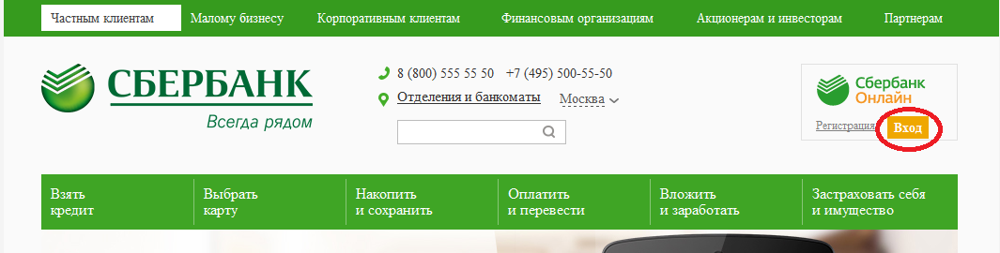 Частным клиентам Малому бизнесу Корпоративным клиентам Финансовым организациям Акционерам и инвесторам Партнерам
СБЕРБАНК
Всегда рядом
8 (800) 555 55 50 +7 (495) 500-55-50
Отделения и банкоматы Москва
Сбербанк
Онлайн
Регистрация Вход
Взять
кредит
Выбрать
карту
Накопить
и сохранить
Оплатить
и перевести
Вложить
и заработать
Застраховать себя
и имущество